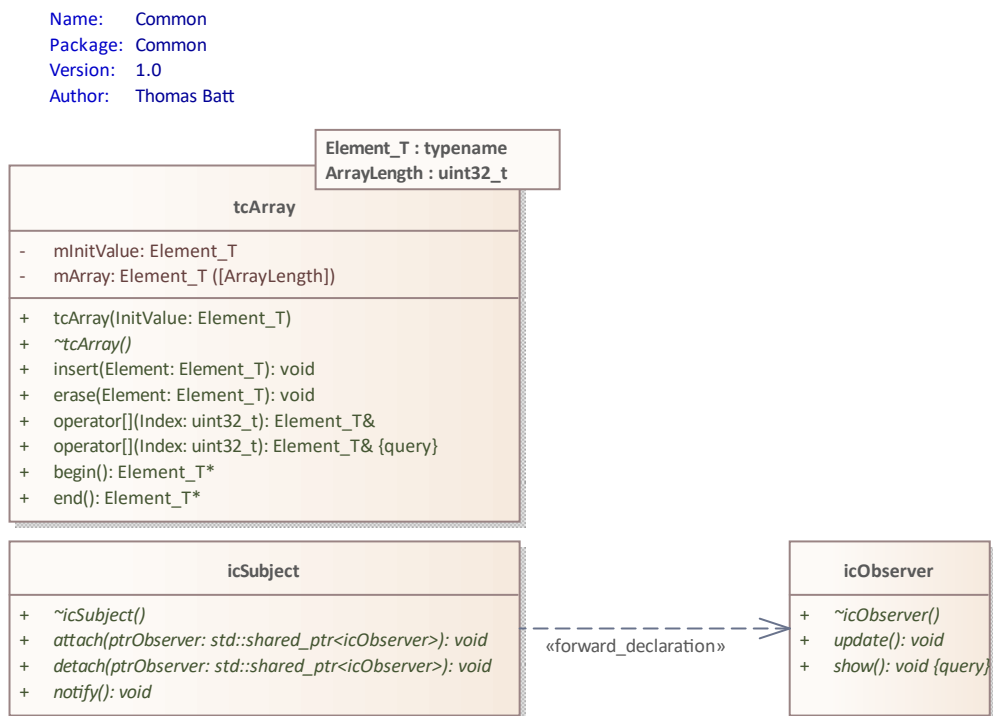 Name: Common
Package: Common
Version: 1.0
Author: Thomas Batt
Element_T : typename
ArrayLength : uint32_t
tcArray
- mInitValue: Element_T
- mArray: Element_T ([ArrayLength])
+ tcArray(InitValue: Element_T)
+ ~tcArray()
+ insert(Element: Element_T): void
+ erase(Element: Element_T): void
+ operator[](Index: uint32_t): Element_T&
+ operator[](Index: uint32_t): Element_T& {query}
+ begin(): Element_T*
+ end(): Element_T*
icSubject
+ ~icSubject()
+ attach(ptrObserver: std::shared_ptr<icObserver>): void
+ detach(ptrObserver: std::shared_ptr<icObserver>): void
+ notify(): void
«forward_declaration»
icObserver
+ ~icObserver()
+ update(): void
+ show(): void {query}